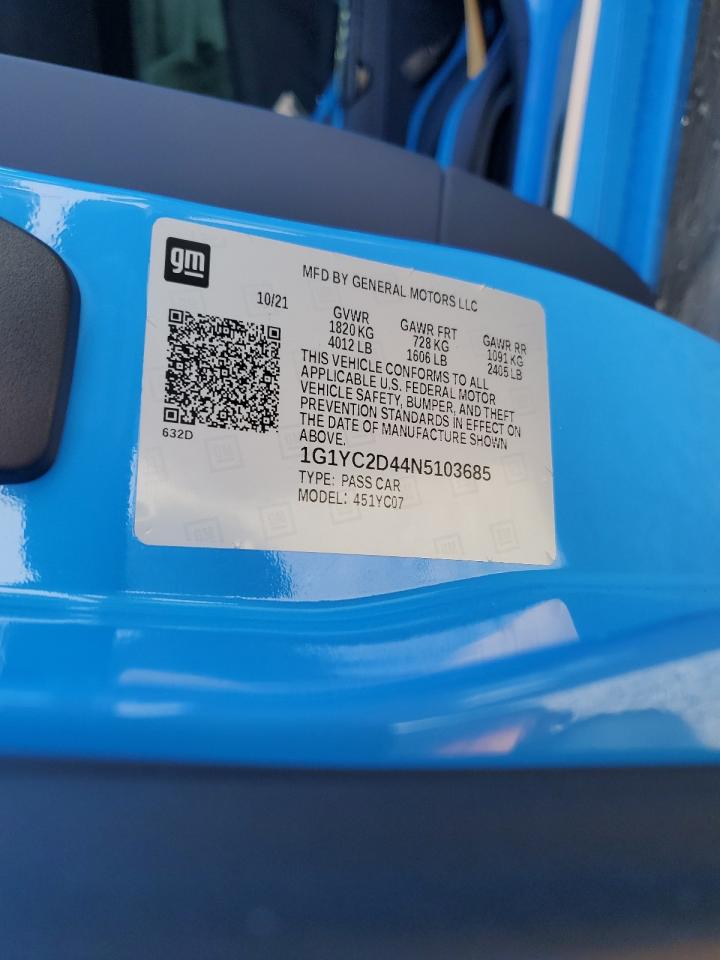 gm
MFD BY GENERAL MOTORS LLC
10/21
GVWR GAWR FRT GAWR RR
1820 KG 728 KG 1091 KG
4012 LB 1606 LB 2405 LB
THIS VEHICLE CONFORMS TO ALL
APPLICABLE U.S. FEDERAL MOTOR
VEHICLE SAFETY, BUMPER, AND THEFT
PREVENTION STANDARDS IN EFFECT ON
THE DATE OF MANUFACTURE SHOWN
ABOVE.
632D
1G1YC2D44N5103685
TYPE: PASS CAR
MODEL: 451YC07